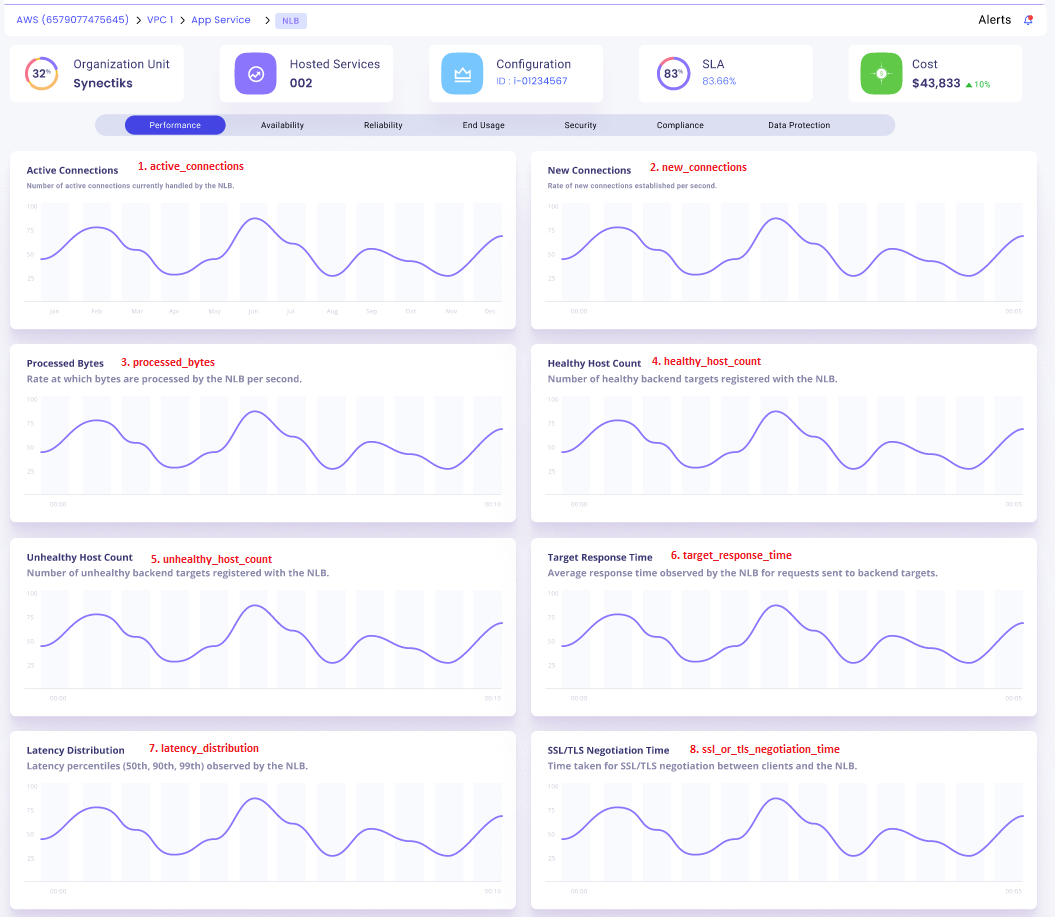 AWS (6579077475645) > VPC 1 > App Service > NLB
Alerts
32%
Organization Unit
Synectiks
Hosted Services
002
Configuration
ID : i-01234567
83%
SLA
83.66%
$
Cost
$43,833 ▲10%
Performance Availability Reliability End Usage Security Compliance Data Protection
Active Connections 1. active_connections
Number of active connections currently handled by the NLB.
100
75
50
25
Jan Feb Mar Apr May Jun Jul Aug Sep Oct Nov Dec
New Connections 2. new_connections
Rate of new connections established per second.
100
75
50
25
00:00 00:05
Processed Bytes 3. processed_bytes
Rate at which bytes are processed by the NLB per second.
100
75
50
25
00:00 00:10
Healthy Host Count 4. healthy_host_count
Number of healthy backend targets registered with the NLB.
100
75
50
25
00:00 00:05
Unhealthy Host Count 5. unhealthy_host_count
Number of unhealthy backend targets registered with the NLB.
100
75
50
25
00:00 00:10
Target Response Time 6. target_response_time
Average response time observed by the NLB for requests sent to backend targets.
100
75
50
25
00:00 00:05
Latency Distribution 7. latency_distribution
Latency percentiles (50th, 90th, 99th) observed by the NLB.
100
75
50
25
00:00 00:10
SSL/TLS Negotiation Time 8. ssl_or_tls_negotiation_time
Time taken for SSL/TLS negotiation between clients and the NLB.
100
75
50
25
00:00 00:05